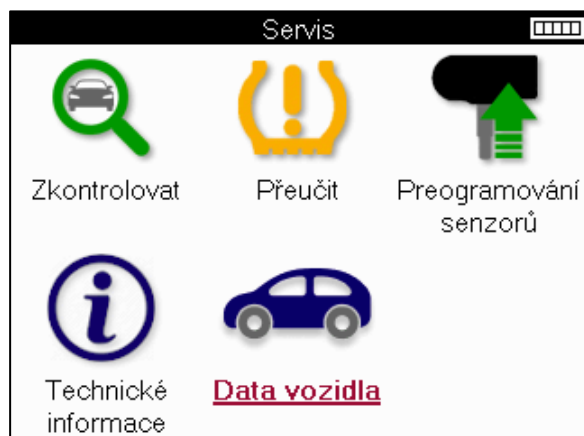 Servis
Zkontrolovat
Přeučit
Preogramování
senzorů
Technické
informace
Data vozidla